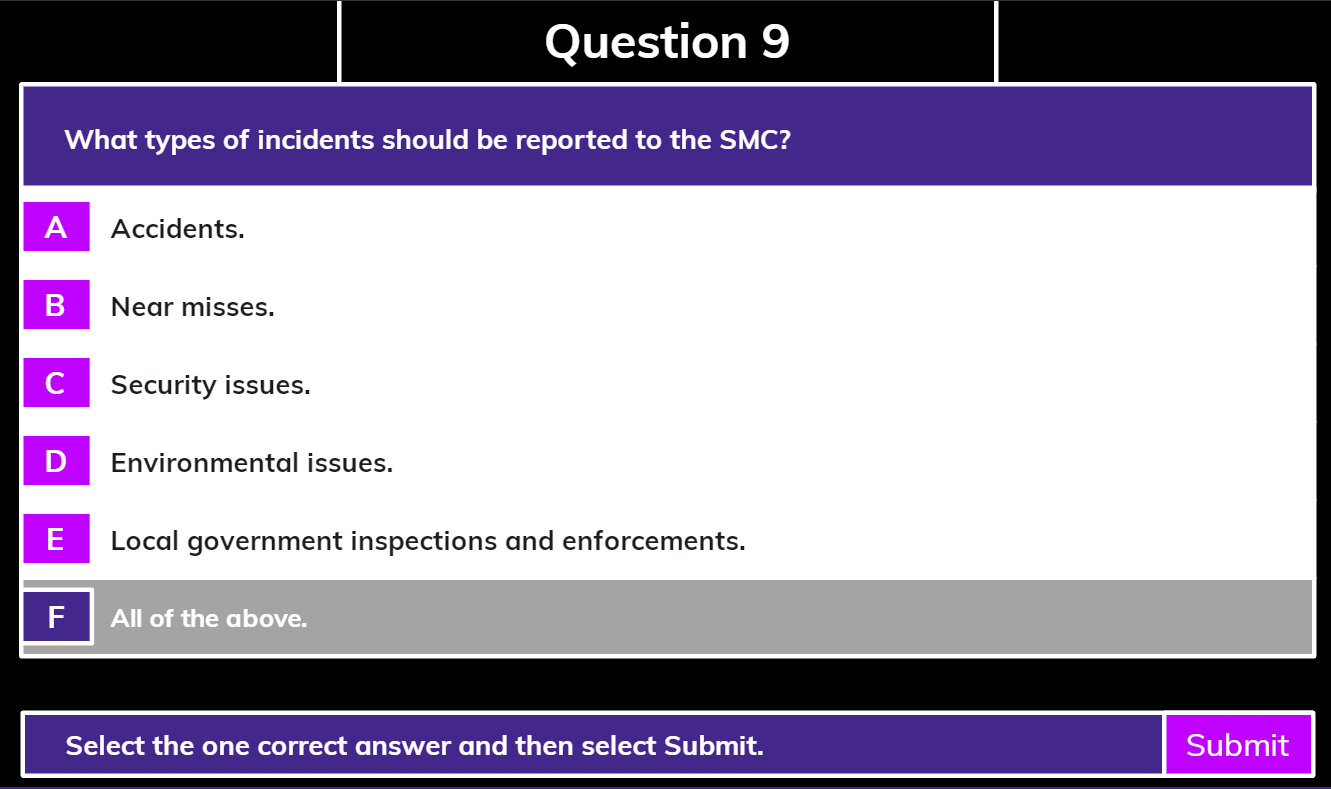 Question 9
What types of incidents should be reported to the SMC?
A Accidents.
B Near misses.
C Security issues.
D Environmental issues.
E Local government inspections and enforcements.
F All of the above.
Select the one correct answer and then select Submit. Submit